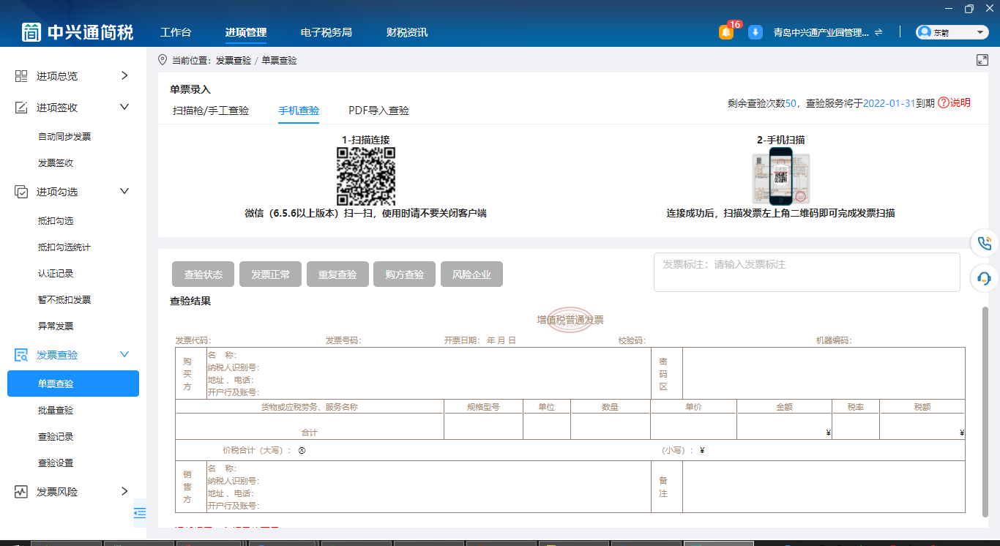 简 中兴通简税 工作台 进项管理 电子税务局 财税资讯 16 青岛中兴通产业园管理... 东箭
当前位置：发票查验 / 单票查验
进项总览
进项签收
自动同步发票
发票签收
进项勾选
抵扣勾选
抵扣勾选统计
认证记录
暂不抵扣发票
异常发票
发票查验
单票查验
批量查验
查验记录
查验设置
发票风险
单票录入
扫描枪/手工查验 手机查验 PDF导入查验
剩余查验次数50，查验服务将于2022-01-31到期 ?说明
1-扫描连接
微信（6.5.6以上版本）扫一扫，使用时请不要关闭客户端
2-手机扫描
连接成功后，扫描发票左上角二维码即可完成发票扫描
查验状态 发票正常 重复查验 购方查验 风险企业
发票标注：请输入发票标注
查验结果
增值税普通发票
发票代码： 发票号码： 开票日期： 年 月 日 校验码： 机器编码：
购买方
名 称：
纳税人识别号：
地址 、电话：
开户行及账号：
密码区
货物或应税劳务、服务名称 规格型号 单位 数量 单价 金额 税率 税额
合计 ¥ ¥
价税合计（大写）：ⓧ （小写）：¥
销售方
名 称：
纳税人识别号：
地址 、电话：
开户行及账号：
备注